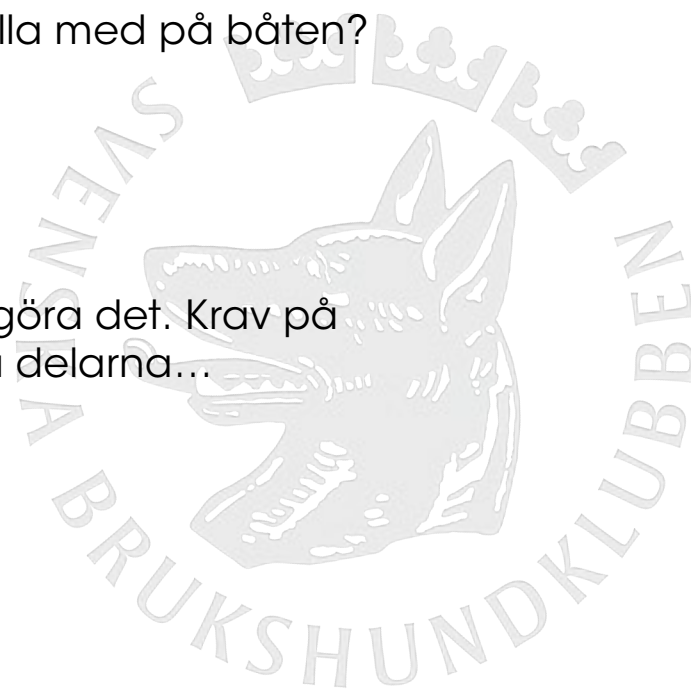 lla med på båten?
göra det. Krav på
delarna…
SVENSKA BRUKSHUNDKLUBBEN